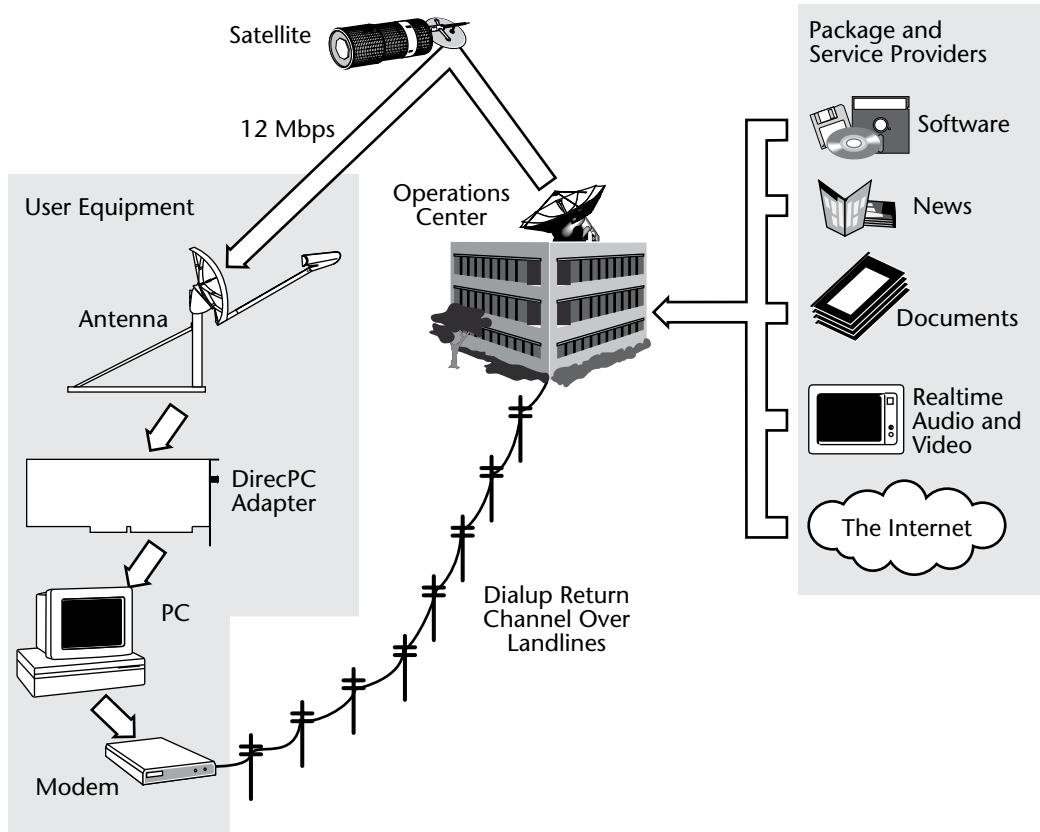 Satellite
12 Mbps
User Equipment
Antenna
DirecPC
Adapter
PC
Modem
Operations
Center
Dialup Return
Channel Over
Landlines
Package and
Service Providers
Software
News
Documents
Realtime
Audio and
Video
The Internet